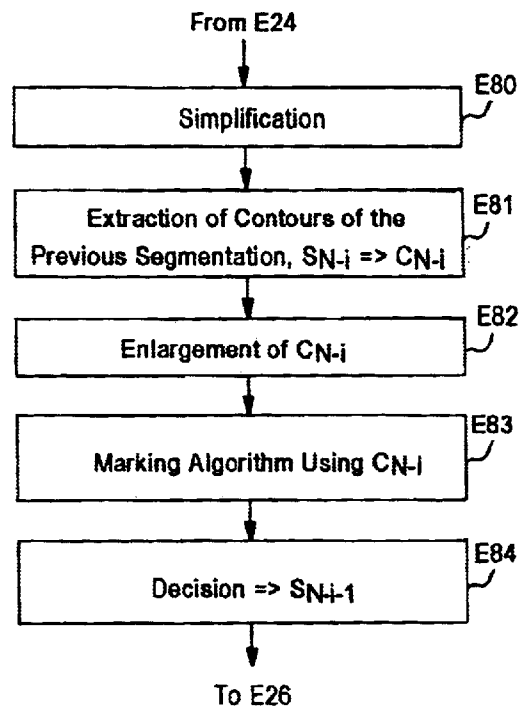 From E24
E80
Simplification
E81
Extraction of Contours of the
Previous Segmentation, SN-i => CN-i
E82
Enlargement of CN-i
E83
Marking Algorithm Using CN-i
E84
Decision => SN-i-1
To E26